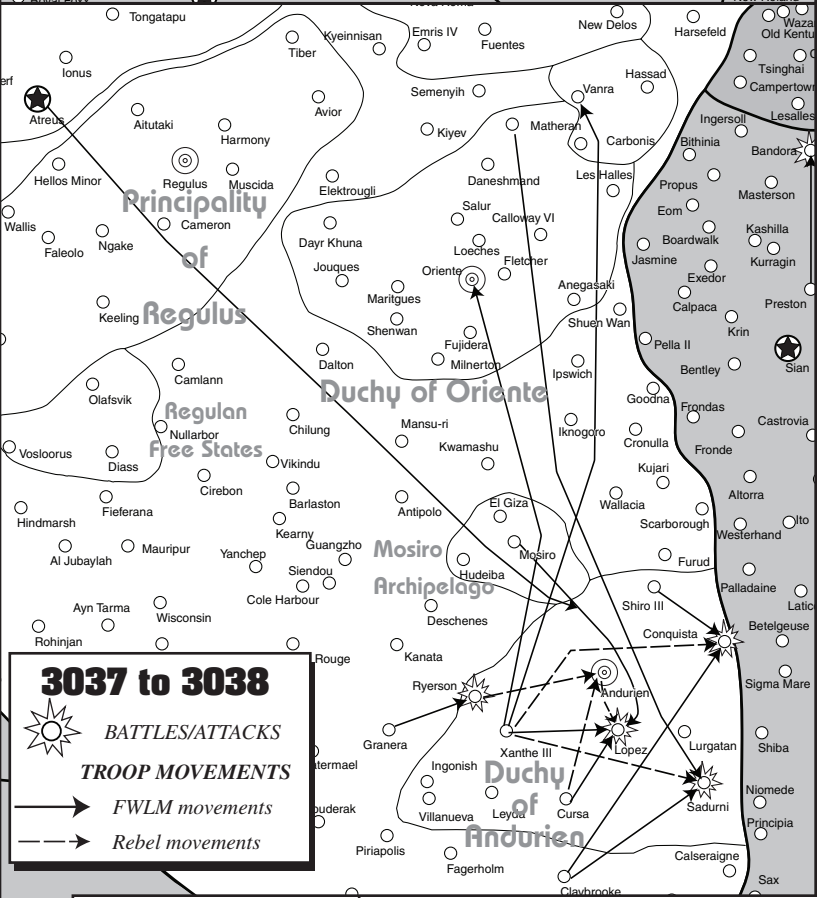 Tongatapu
Kyeinnisan
Emris IV
New Delos
Harsefeld
Old Kentu
Tiber
Fuentes
Ionus
Hassad
Tsinghai
Semenyih
Vanra
Campertown
Atreus
Avior
Aitutaki
Harmony
Kiyev
Matheran
Carbonis
Ingersoll
Lesalles
Bithinia
Bandora
Hellos Minor
Regulus
Muscida
Elektrougli
Daneshmand
Les Halles
Propus
Masterson
Principality
of
Regulus
Wallis
Cameron
Salur
Calloway VI
Eom
Boardwalk
Kashilla
Faleolo
Ngake
Dayr Khuna
Loeches
Fletcher
Jasmine
Kurragin
Jouques
Oriente
Exedor
Maritgues
Anegasaki
Calpaca
Preston
Keeling
Shenwan
Shuen Wan
Krin
Fujidera
Pella II
Dalton
Milnerton
Ipswich
Bentley
Sian
Camlann
Olafsvik
Duchy of Oriente
Goodna
Frondas
Regulan
Free States
Nullarbor
Chilung
Mansu-ri
Iknogoro
Cronulla
Castrovia
Vosloorus
Diass
Vikindu
Kwamashu
Fronde
Cirebon
Barlaston
Antipolo
El Giza
Kujari
Wallacia
Altorra
Hindmarsh
Fieferana
Kearny
Scarborough
Westerhand
Al Jubaylah
Mauripur
Yanchep
Guangzho
Mosiro
Archipelago
Mosiro
Hudeiba
Furud
Siendou
Cole Harbour
Palladaine
Ayn Tarma
Wisconsin
Deschenes
Shiro III
Rohinjan
Conquista
Betelgeuse
Rouge
Kanata
Ryerson
Andurien
Sigma Mare
Granera
Xanthe III
Lopez
Lurgatan
Shiba
Ingonish
Duchy
of
Andurien
Villanueva
Leyda
Cursa
Sadurni
Niomede
Principia
Piriapolis
Fagerholm
Calseraigne
Claybrooke
Sax
3037 to 3038
BATTLES/ATTACKS
TROOP MOVEMENTS
FWLM movements
Rebel movements